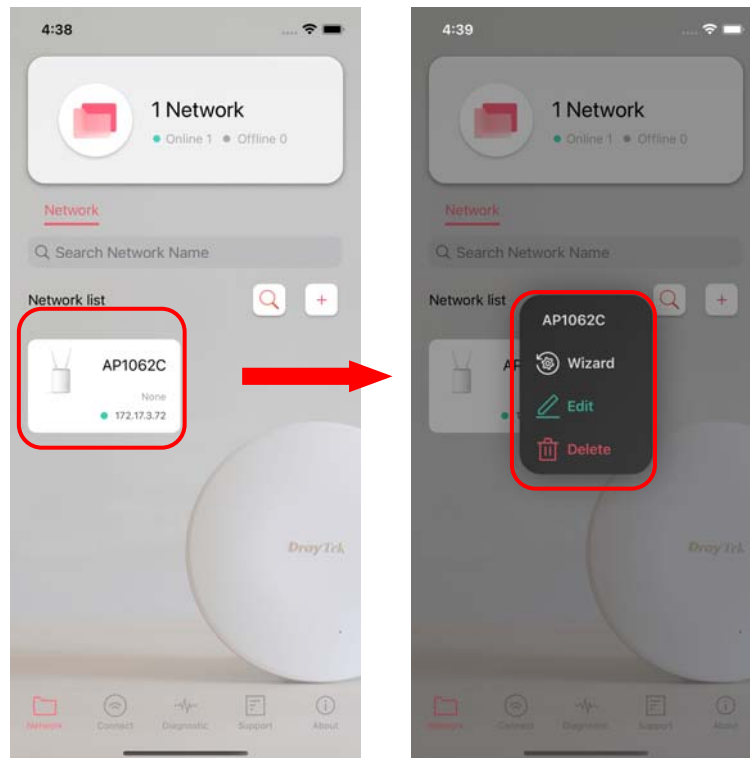 4:38
1 Network
Online 1 Offline 0
Network
Search Network Name
Network list
AP1062C
None
172.17.3.72
DrayTek
Network Connect Diagnostic Support About
4:39
1 Network
Online 1 Offline 0
Network
Search Network Name
Network list
AP1062C
AP
Wizard
Edit
1
Delete
DrayTek
Network Connect Diagnostic Support About